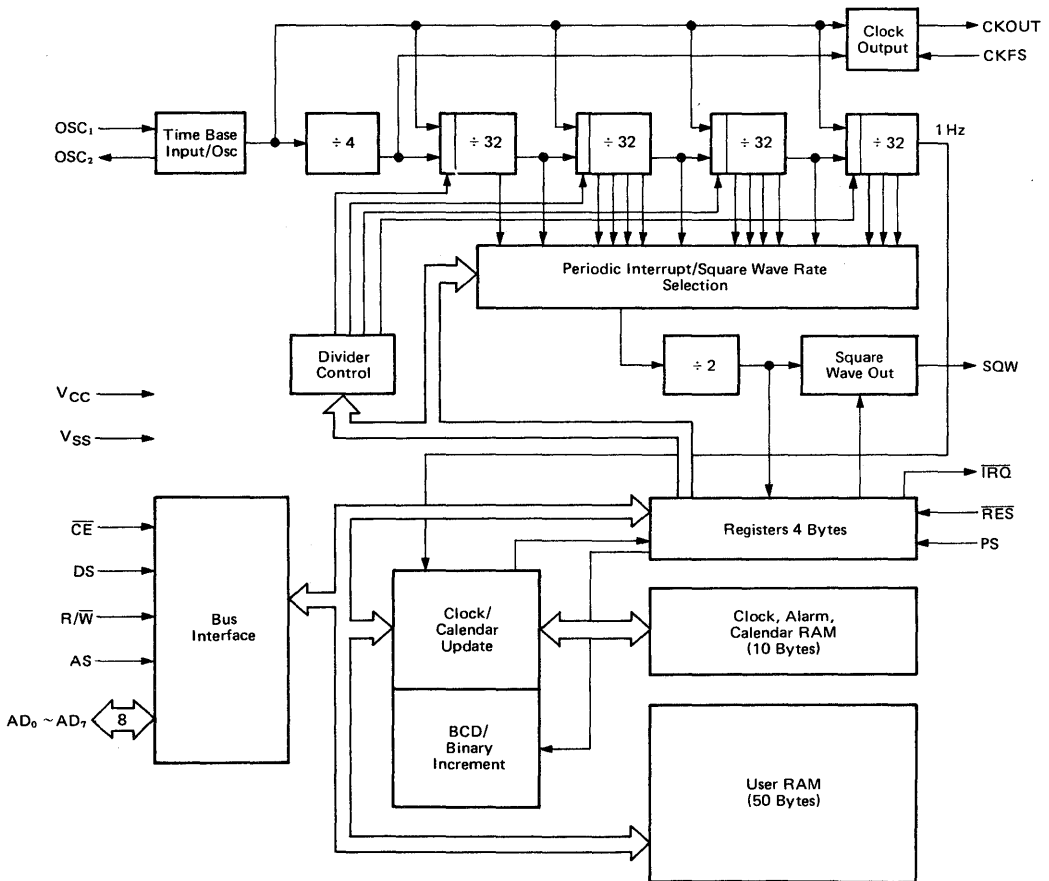 Clock
Output
CKOUT
CKFS
OSC₁
OSC₂
Time Base
Input/Osc
÷ 4
÷ 32
÷ 32
÷ 32
÷ 32
1 Hz
Periodic Interrupt/Square Wave Rate
Selection
Divider
Control
÷ 2
Square
Wave Out
SQW
V_CC
V_SS
I̅R̅Q̅
Registers 4 Bytes
R̅E̅S̅
PS
C̅E̅
DS
R/W̅
AS
AD₀ ~ AD₇
8
Bus
Interface
Clock/
Calendar
Update
Clock, Alarm,
Calendar RAM
(10 Bytes)
BCD/
Binary
Increment
User RAM
(50 Bytes)